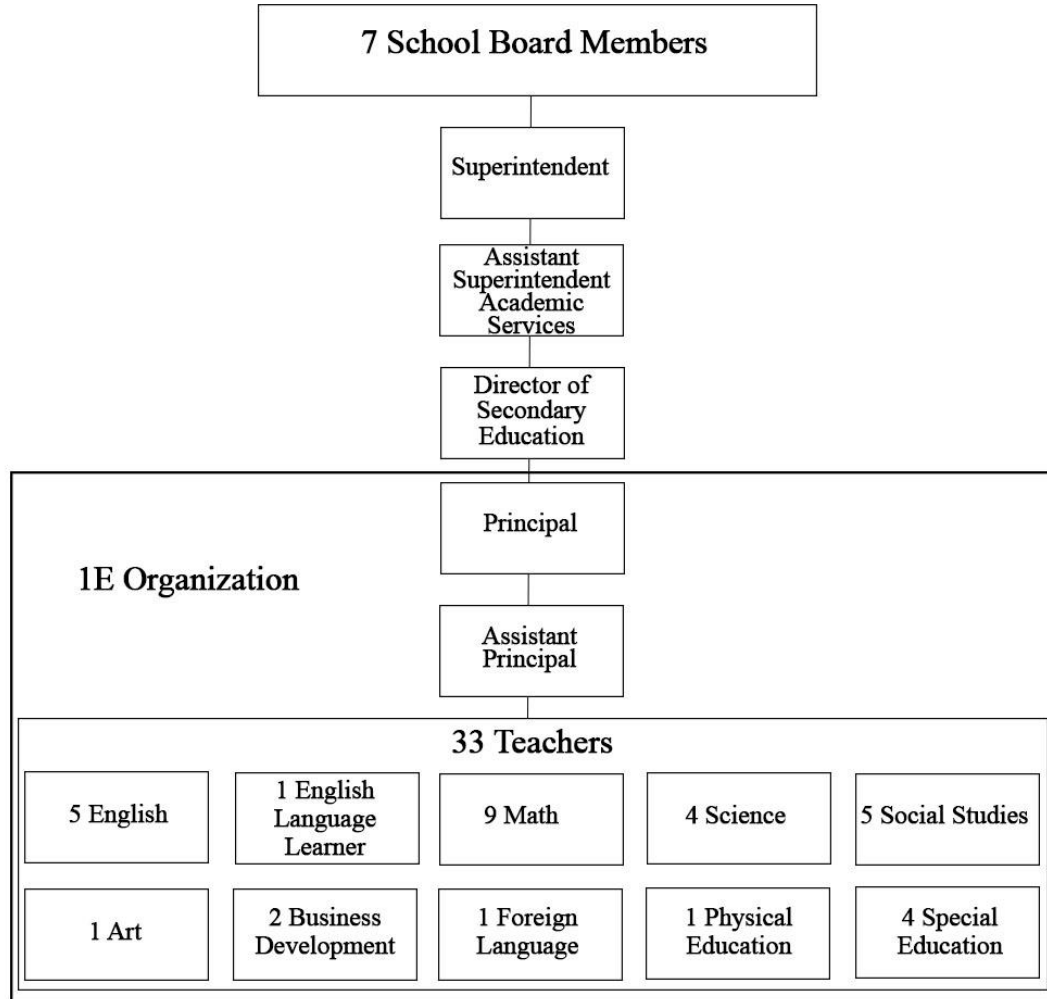 7 School Board Members
Superintendent
Assistant
Superintendent
Academic
Services
Director of
Secondary
Education
Principal
1E Organization
Assistant
Principal
33 Teachers
5 English
1 English
Language
Learner
9 Math
4 Science
5 Social Studies
1 Art
2 Business
Development
1 Foreign
Language
1 Physical
Education
4 Special
Education